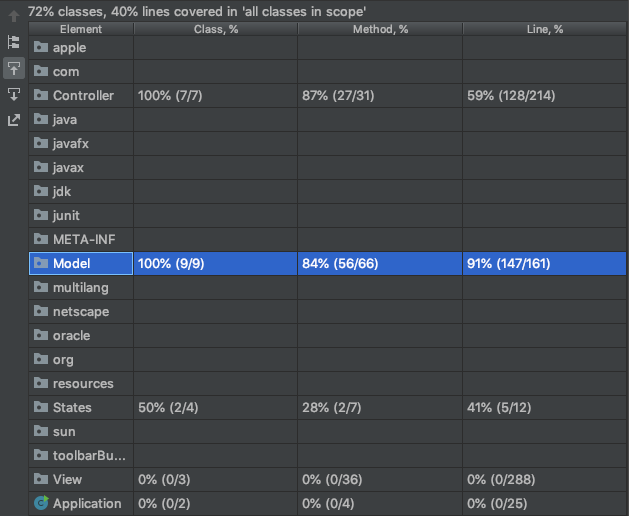 72% classes, 40% lines covered in 'all classes in scope'
Element Class, % Method, % Line, %
apple
com
Controller 100% (7/7) 87% (27/31) 59% (128/214)
java
javafx
javax
jdk
junit
META-INF
Model 100% (9/9) 84% (56/66) 91% (147/161)
multilang
netscape
oracle
org
resources
States 50% (2/4) 28% (2/7) 41% (5/12)
sun
toolbarBu...
View 0% (0/3) 0% (0/36) 0% (0/288)
Application 0% (0/2) 0% (0/4) 0% (0/25)